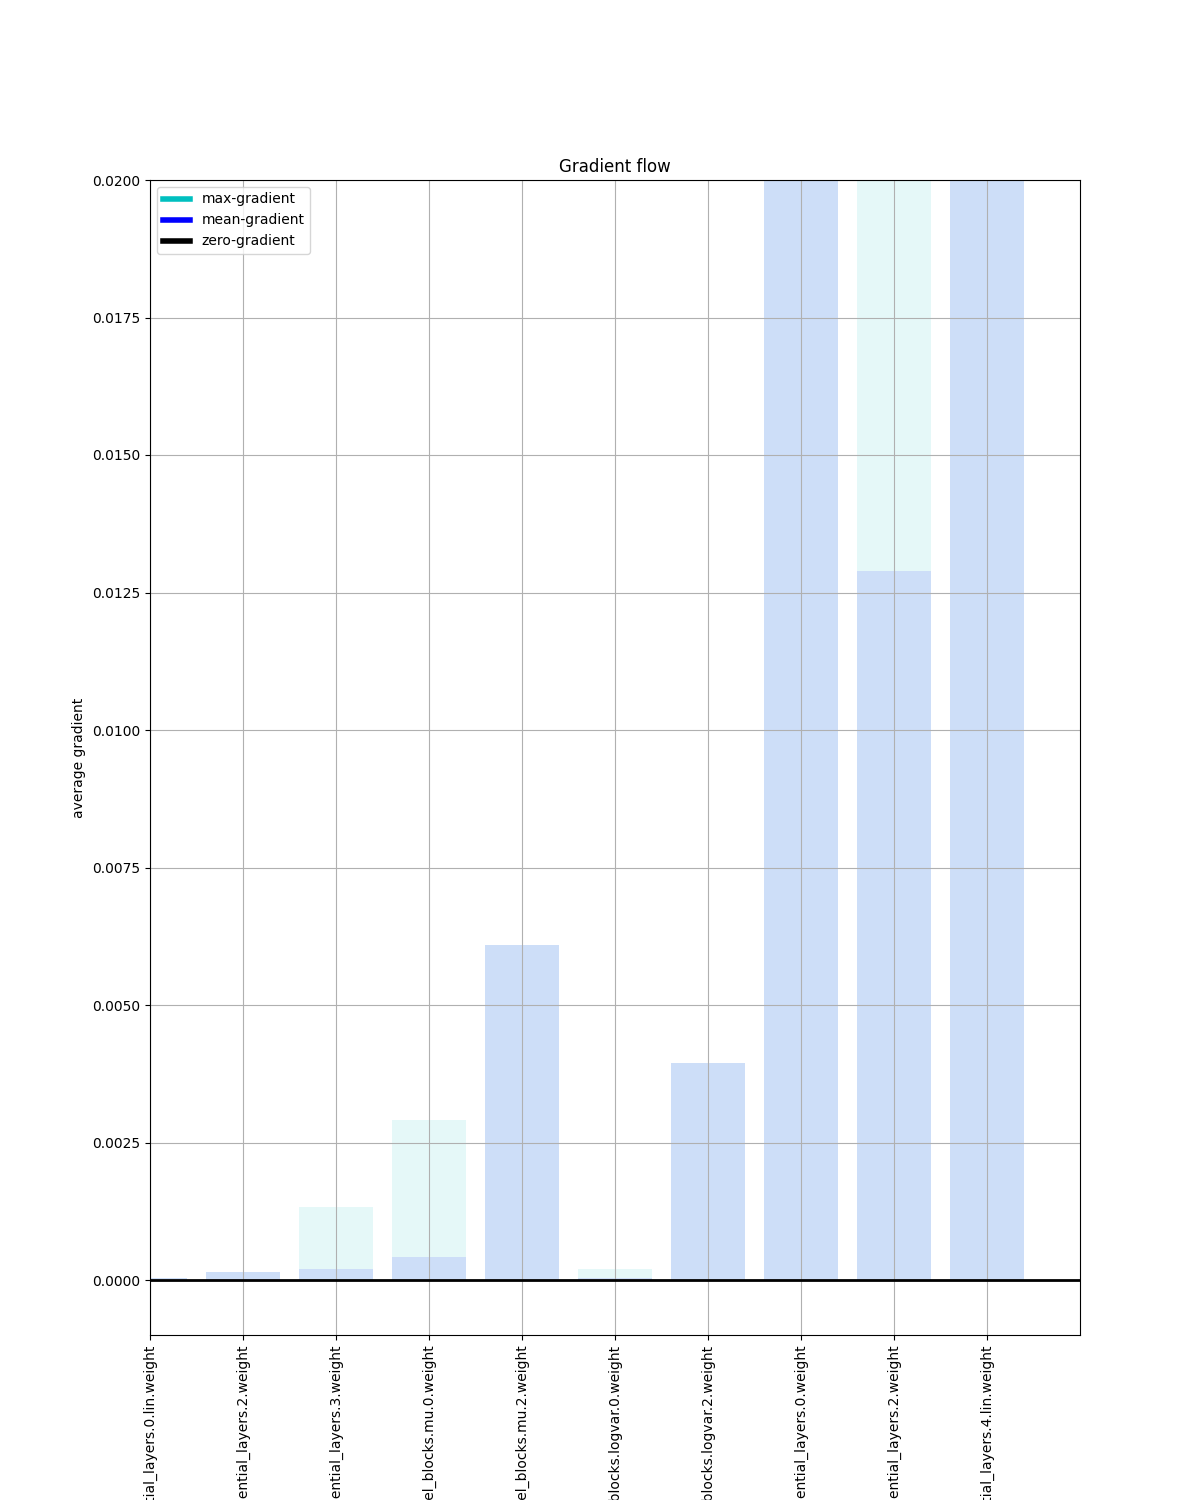 Gradient flow
max-gradient
mean-gradient
zero-gradient
average gradient
0.0200
0.0175
0.0150
0.0125
0.0100
0.0075
0.0050
0.0025
0.0000
tial_layers.0.lin.weight
ential_layers.2.weight
ential_layers.3.weight
el_blocks.mu.0.weight
el_blocks.mu.2.weight
blocks.logvar.0.weight
blocks.logvar.2.weight
ential_layers.0.weight
ential_layers.2.weight
tial_layers.4.lin.weight